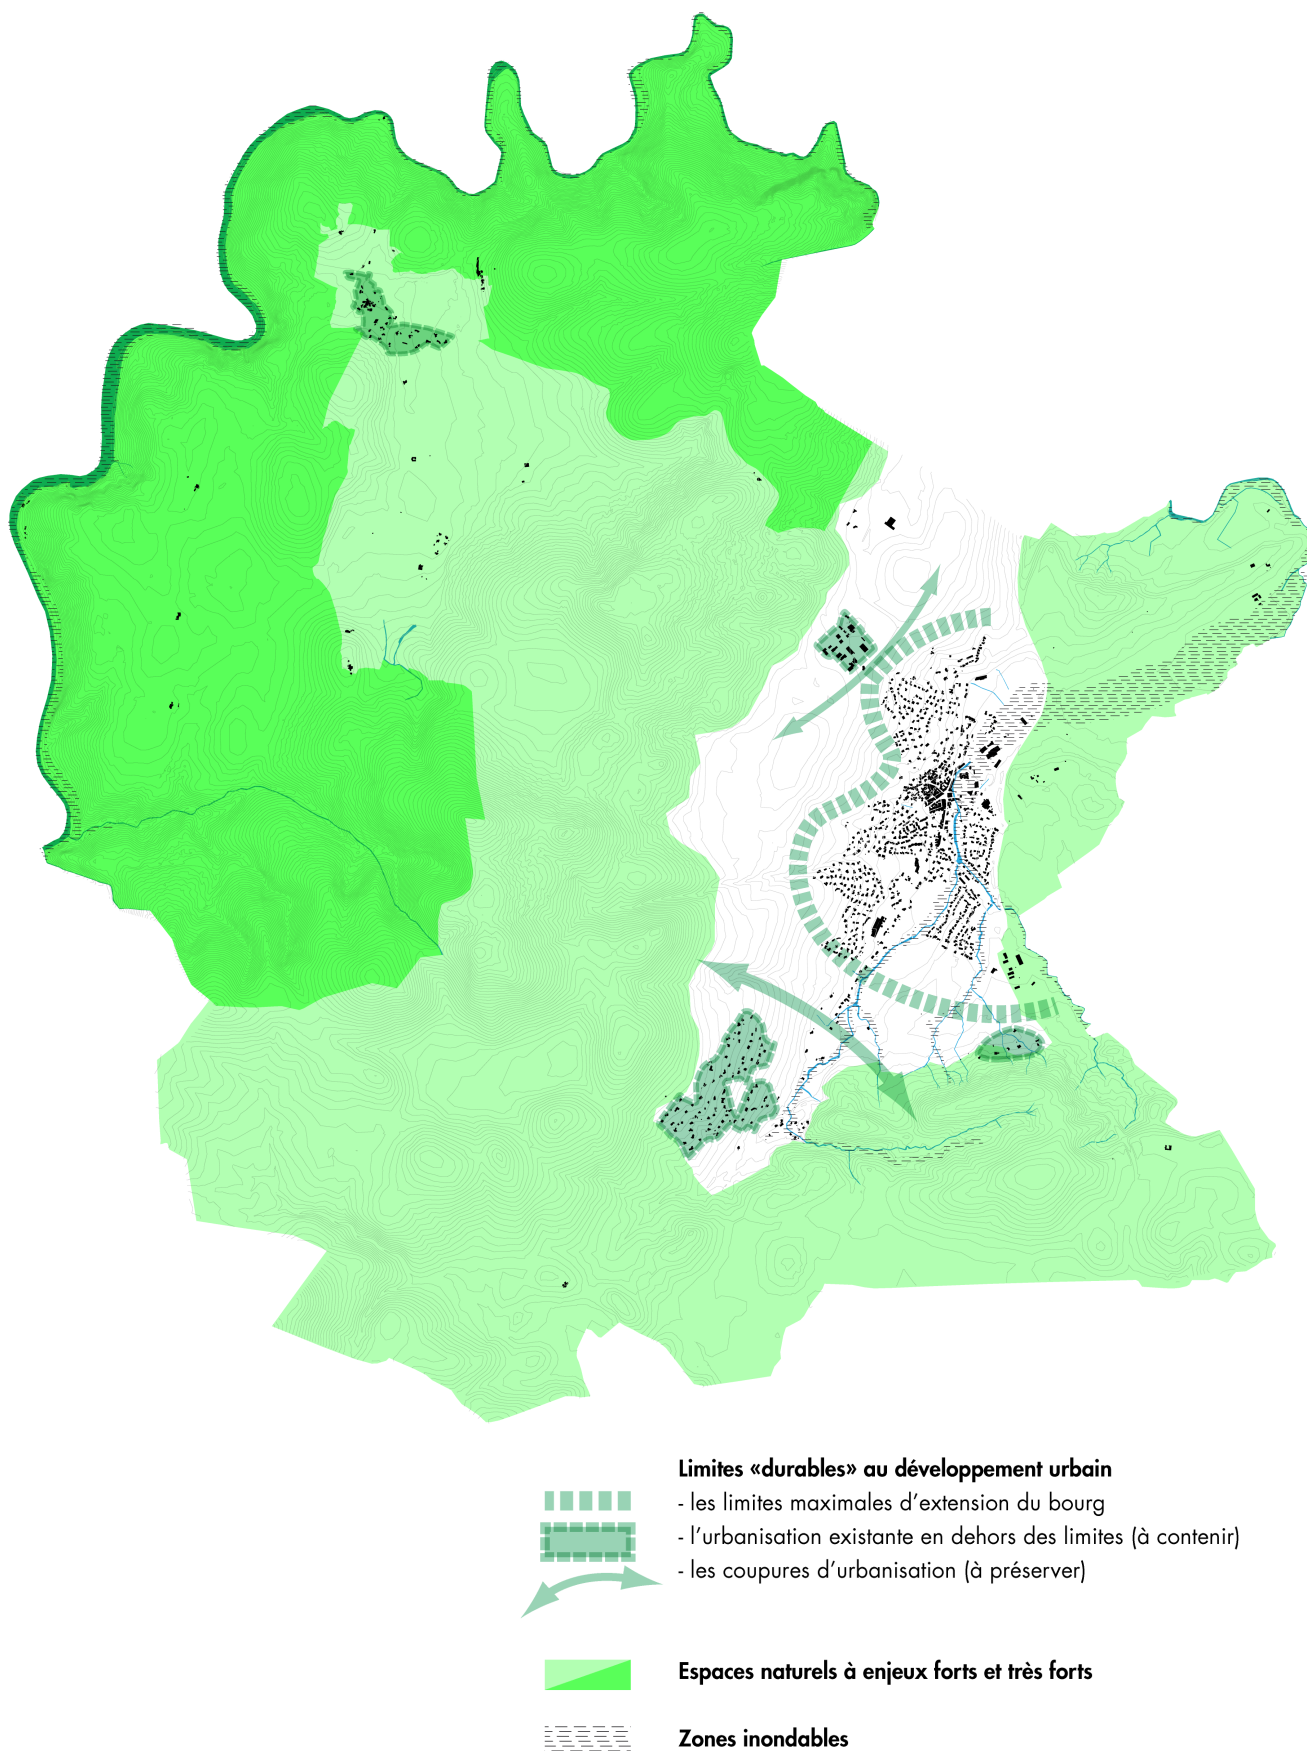 Limites «durables» au développement urbain
- les limites maximales d’extension du bourg
- l’urbanisation existante en dehors des limites (à contenir)
- les coupures d’urbanisation (à préserver)
Espaces naturels à enjeux forts et très forts
Zones inondables